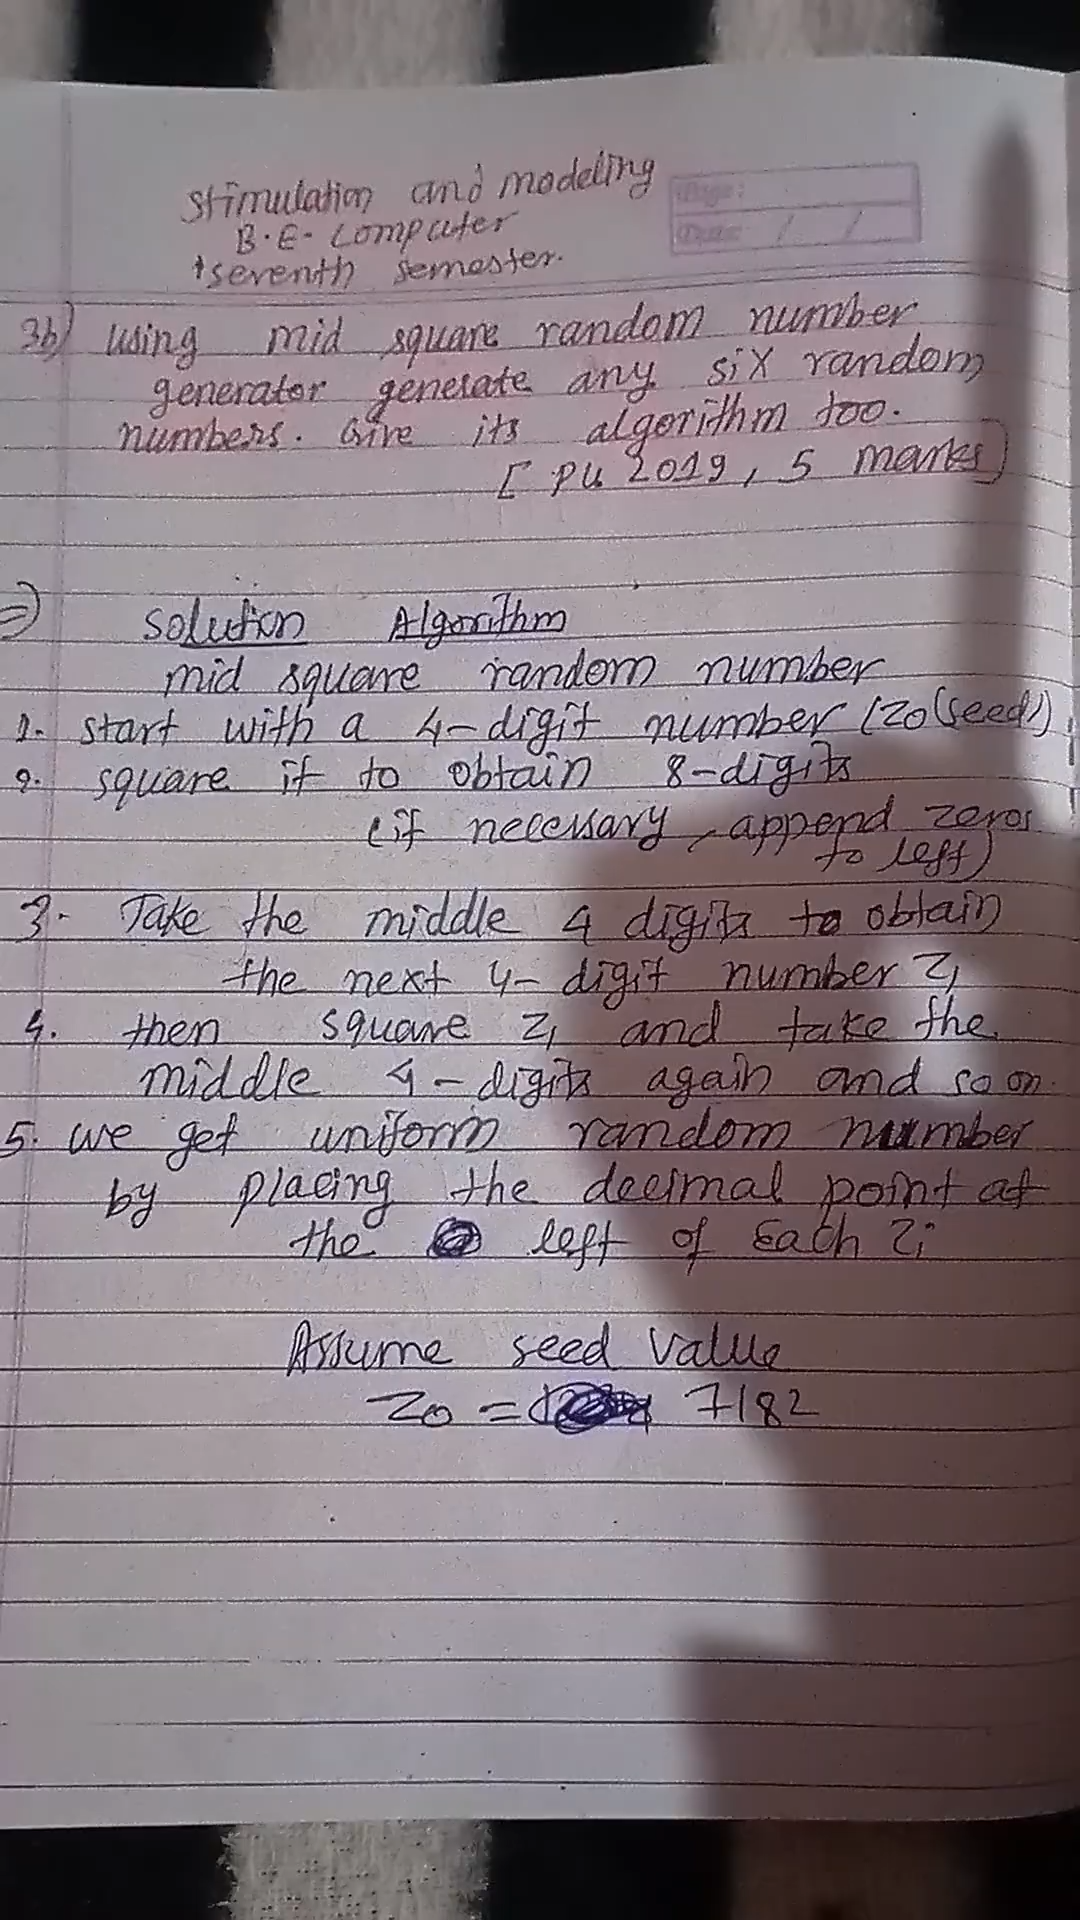 Stimulation and modeling
B.E. Computer
seventh semester.
Page:
Date: / /
3b) using mid square random number
generator generate any six random
numbers. Give its algorithm too.
[PU 2019, 5 marks]
=) Solution Algorithm
mid square random number
1. start with a 4-digit number (Z0(seed))
2. square it to obtain 8-digits
(if necessary, append zeros
to left)
3. Take the middle 4 digits to obtain
the next 4-digit number Z1
4. then square Z1 and take the
middle 4-digits again and so on.
5. we get uniform random number
by placing the decimal point at
the left of Each Zi
Assume seed value
Z0 = 7182